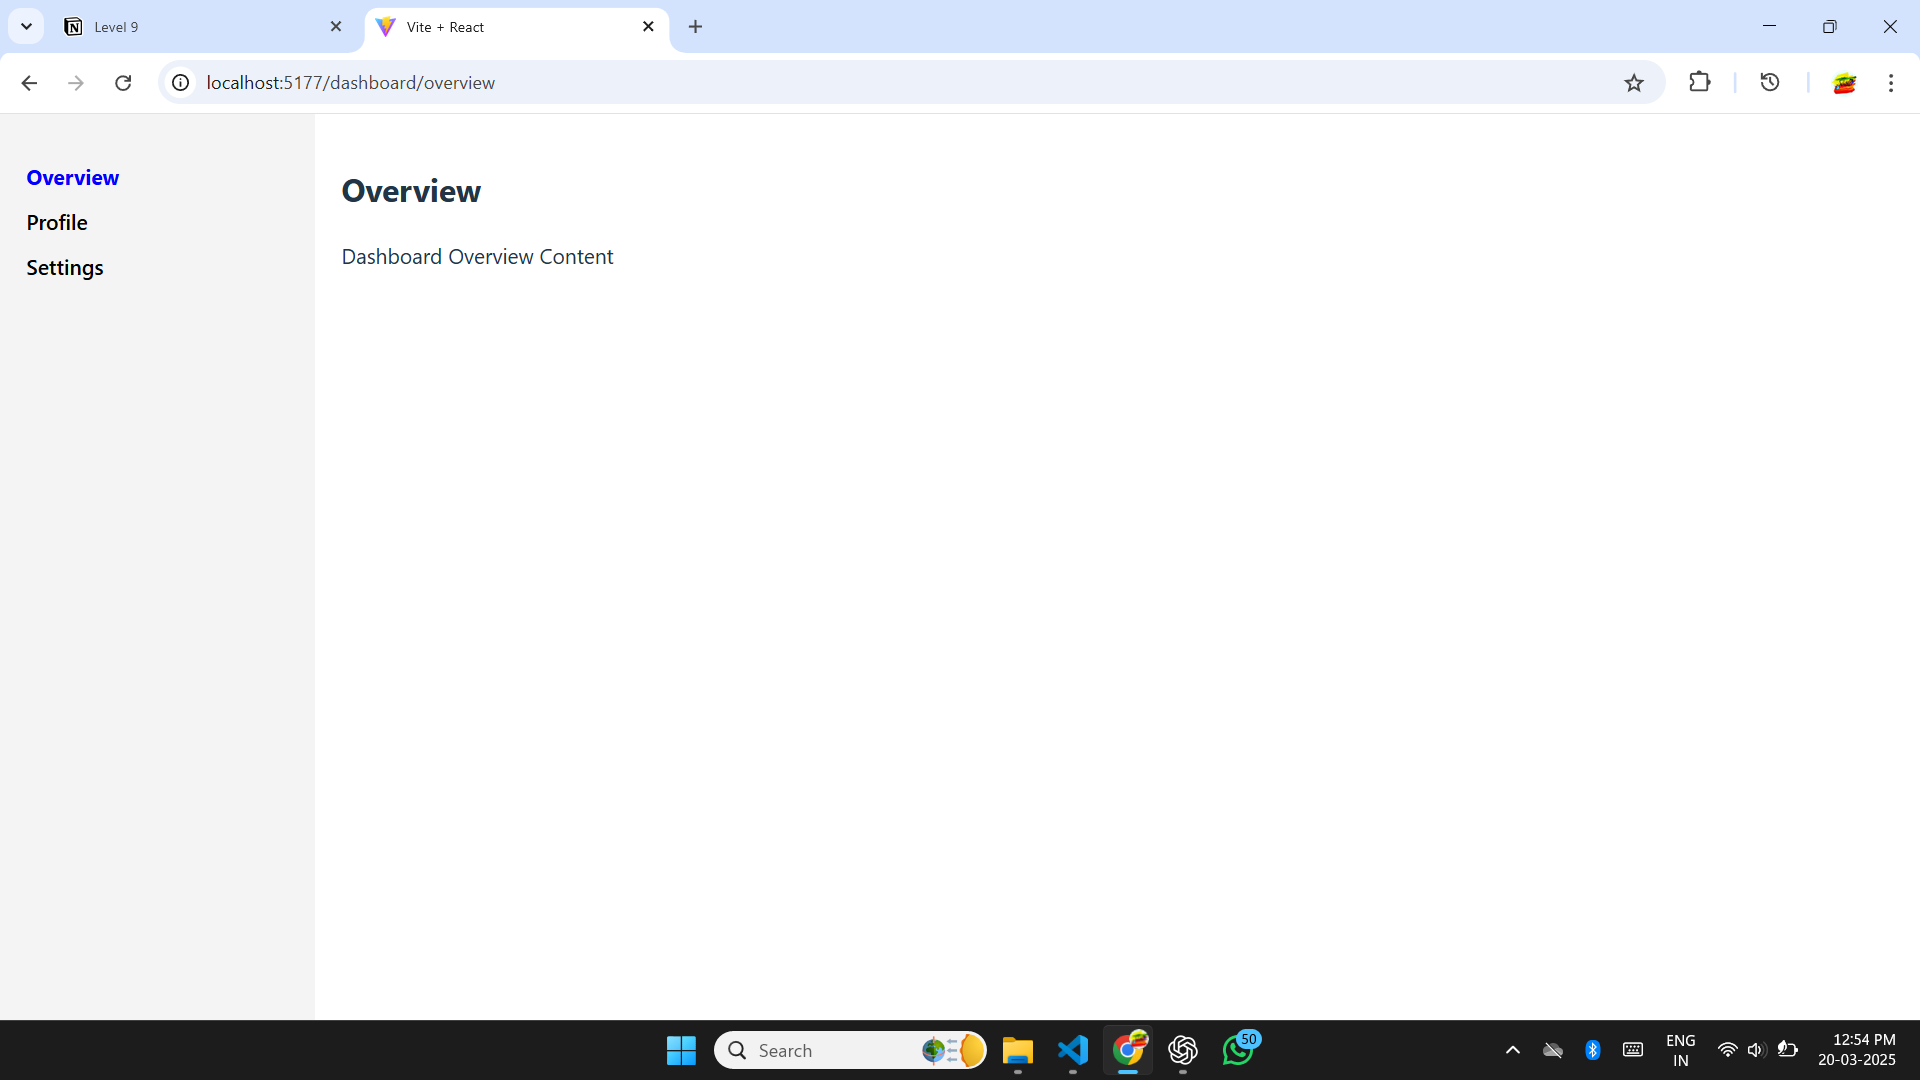 Level 9
Vite + React
localhost:5177/dashboard/overview
Overview
Profile
Settings
Overview
Dashboard Overview Content
Search
50
ENG
IN
12:54 PM
20-03-2025